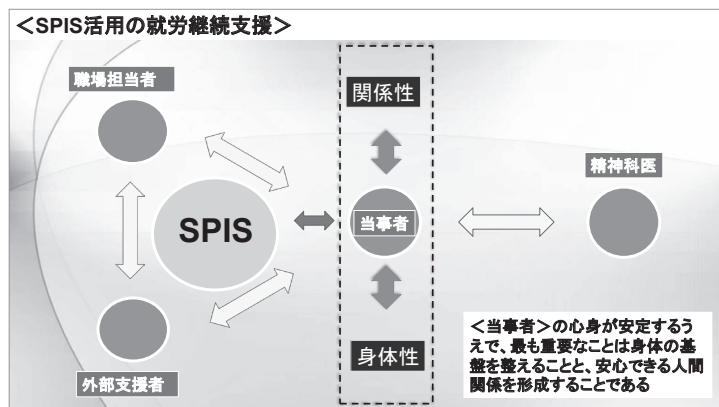 ＜SPIS活用の就労継続支援＞
職場担当者
関係性
精神科医
SPIS
当事者
身体性
外部支援者
＜当事者＞の心身が安定するう
えで、最も重要なことは身体の基
盤を整えることと、安心できる人間
関係を形成することである